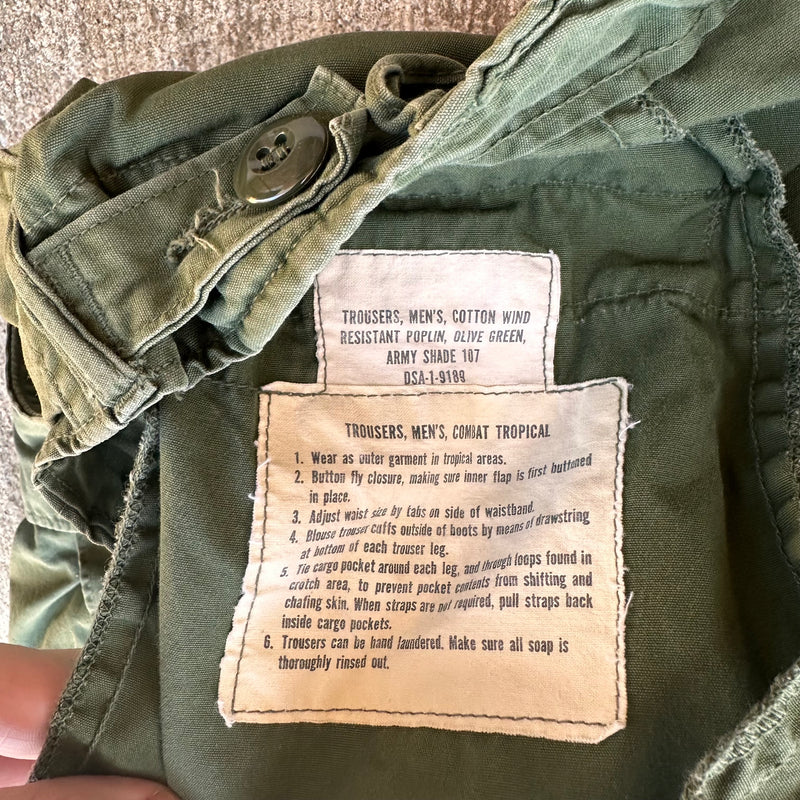 TROUSERS, MEN'S, COTTON WIND
RESISTANT POPLIN, OLIVE GREEN,
ARMY SHADE 107
DSA-1-9189
TROUSERS, MEN'S, COMBAT TROPICAL
1. Wear as outer garment in tropical areas.
2. Button fly closure, making sure inner flap is first buttoned
in place.
3. Adjust waist size by tabs on side of waistband.
4. Blouse trouser cuffs outside of boots by means of drawstring
at bottom of each trouser leg.
5. Tie cargo pocket around each leg, and through loops found in
crotch area, to prevent pocket contents from shifting and
chafing skin. When straps are not required, pull straps back
inside cargo pockets.
6. Trousers can be hand laundered. Make sure all soap is
thoroughly rinsed out.